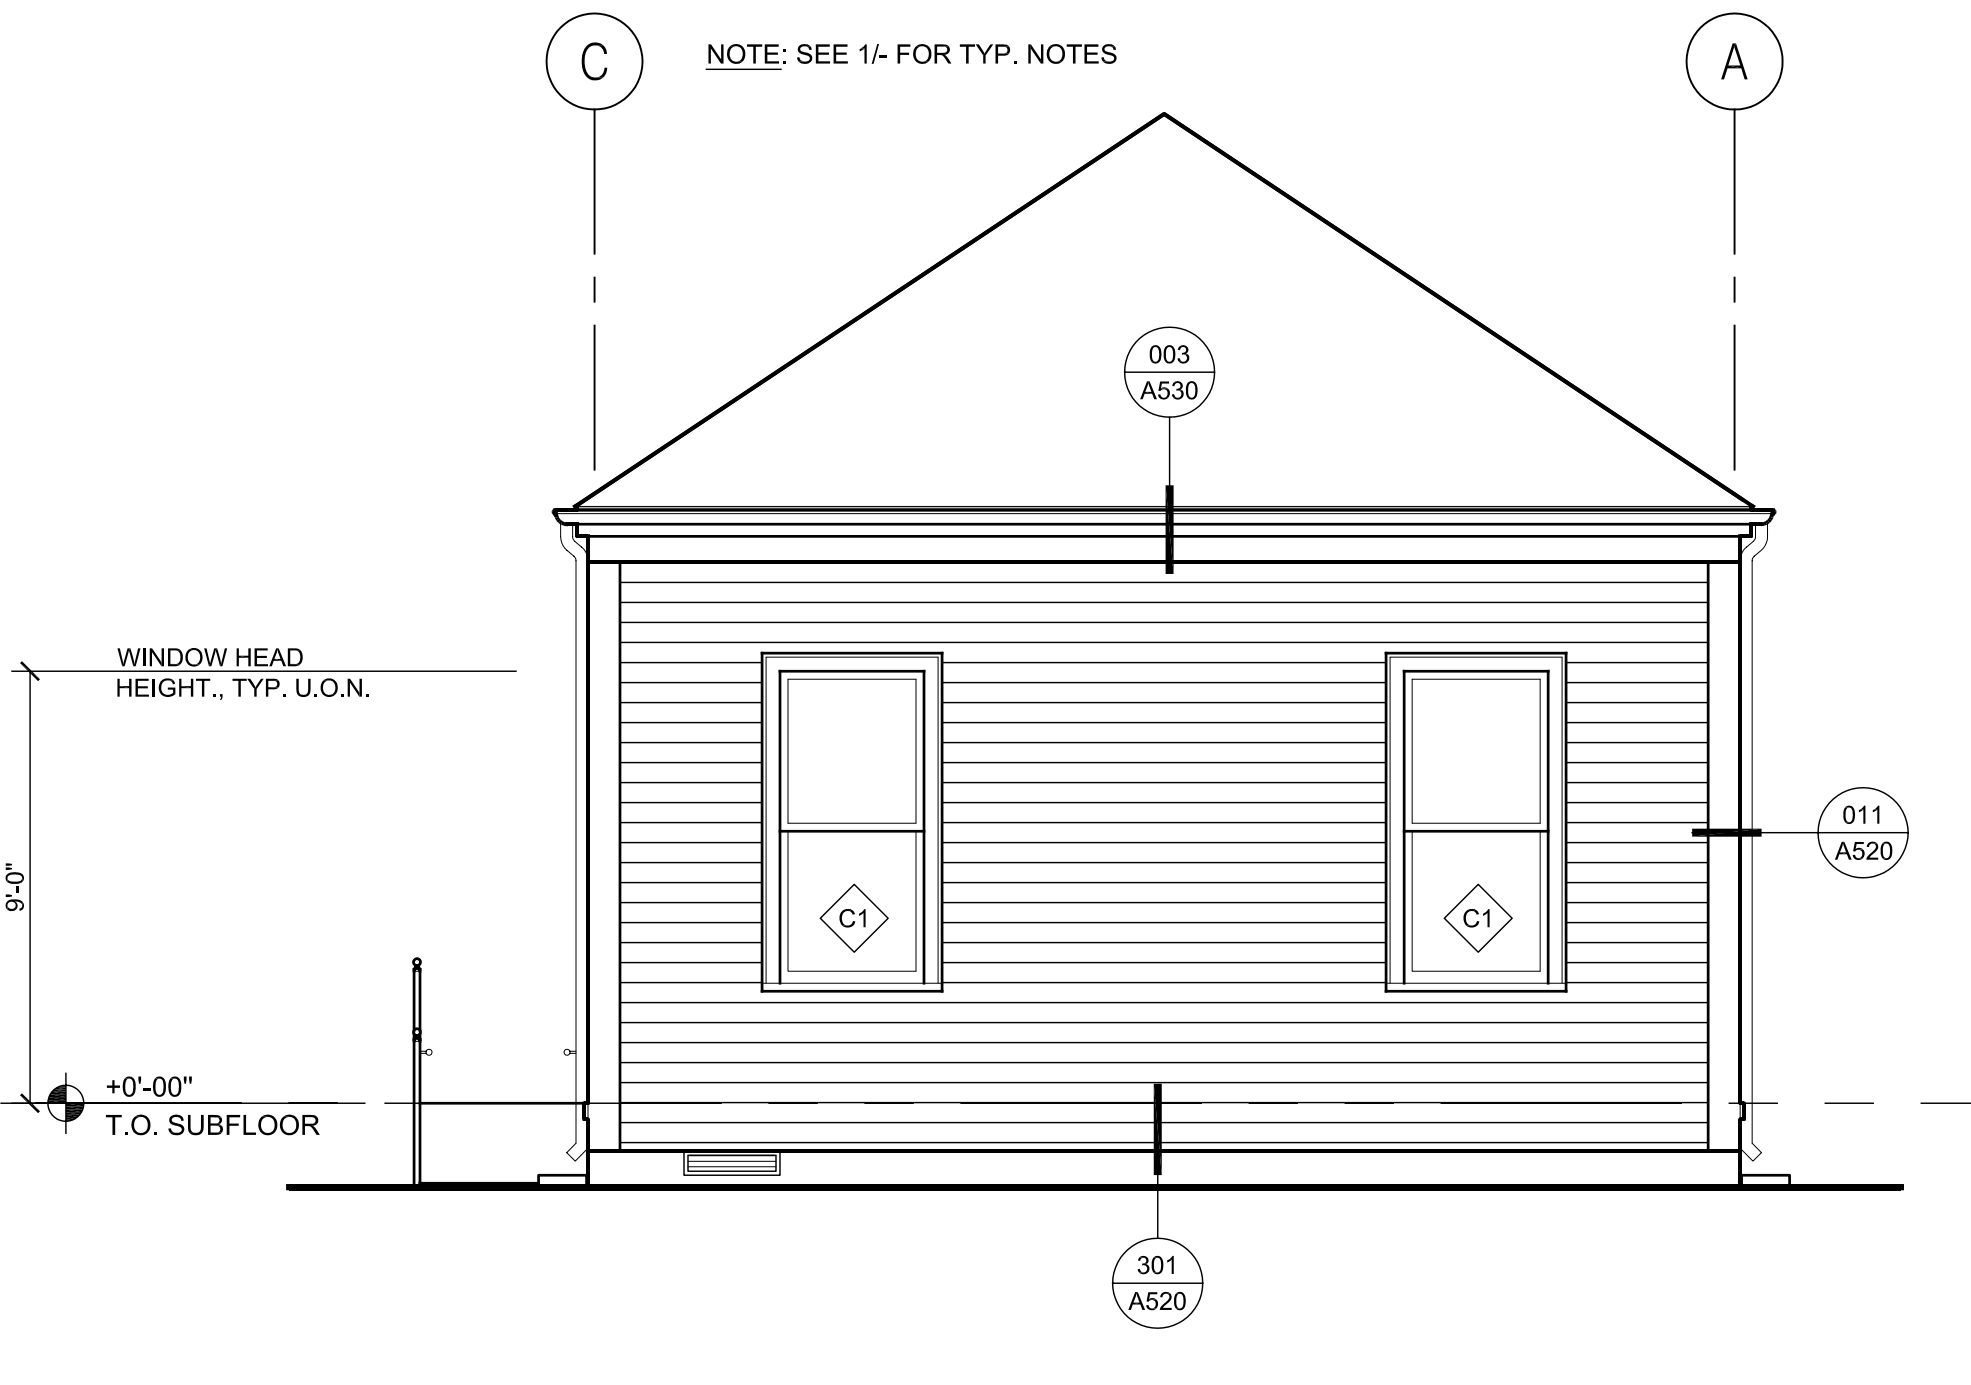 C
NOTE: SEE 1/- FOR TYP. NOTES
A
003
A530
WINDOW HEAD
HEIGHT., TYP. U.O.N.
011
A520
9'-0"
C1
C1
+0'-00"
T.O. SUBFLOOR
301
A520